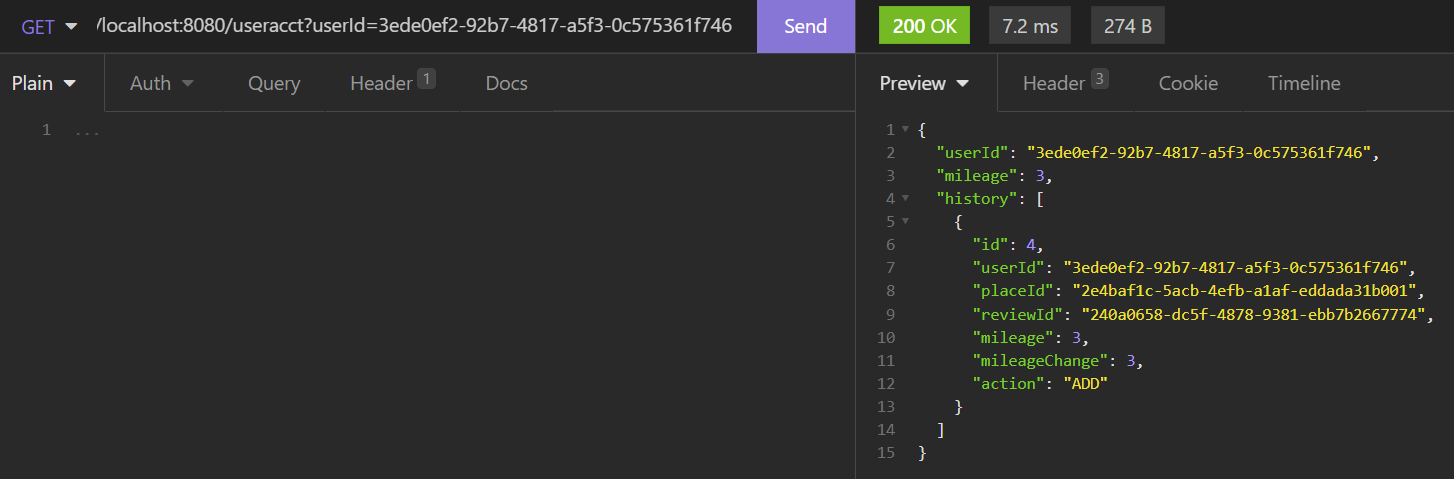 GET /localhost:8080/useracct?userId=3ede0ef2-92b7-4817-a5f3-0c575361f746 Send 200 OK 7.2 ms 274 B
Plain Auth Query Header 1 Docs Preview Header 3 Cookie Timeline
1 ...
1 {
2 "userId": "3ede0ef2-92b7-4817-a5f3-0c575361f746",
3 "mileage": 3,
4 "history": [
5 {
6 "id": 4,
7 "userId": "3ede0ef2-92b7-4817-a5f3-0c575361f746",
8 "placeId": "2e4baf1c-5acb-4efb-a1af-eddada31b001",
9 "reviewId": "240a0658-dc5f-4878-9381-ebb7b2667774",
10 "mileage": 3,
11 "mileageChange": 3,
12 "action": "ADD"
13 }
14 ]
15 }